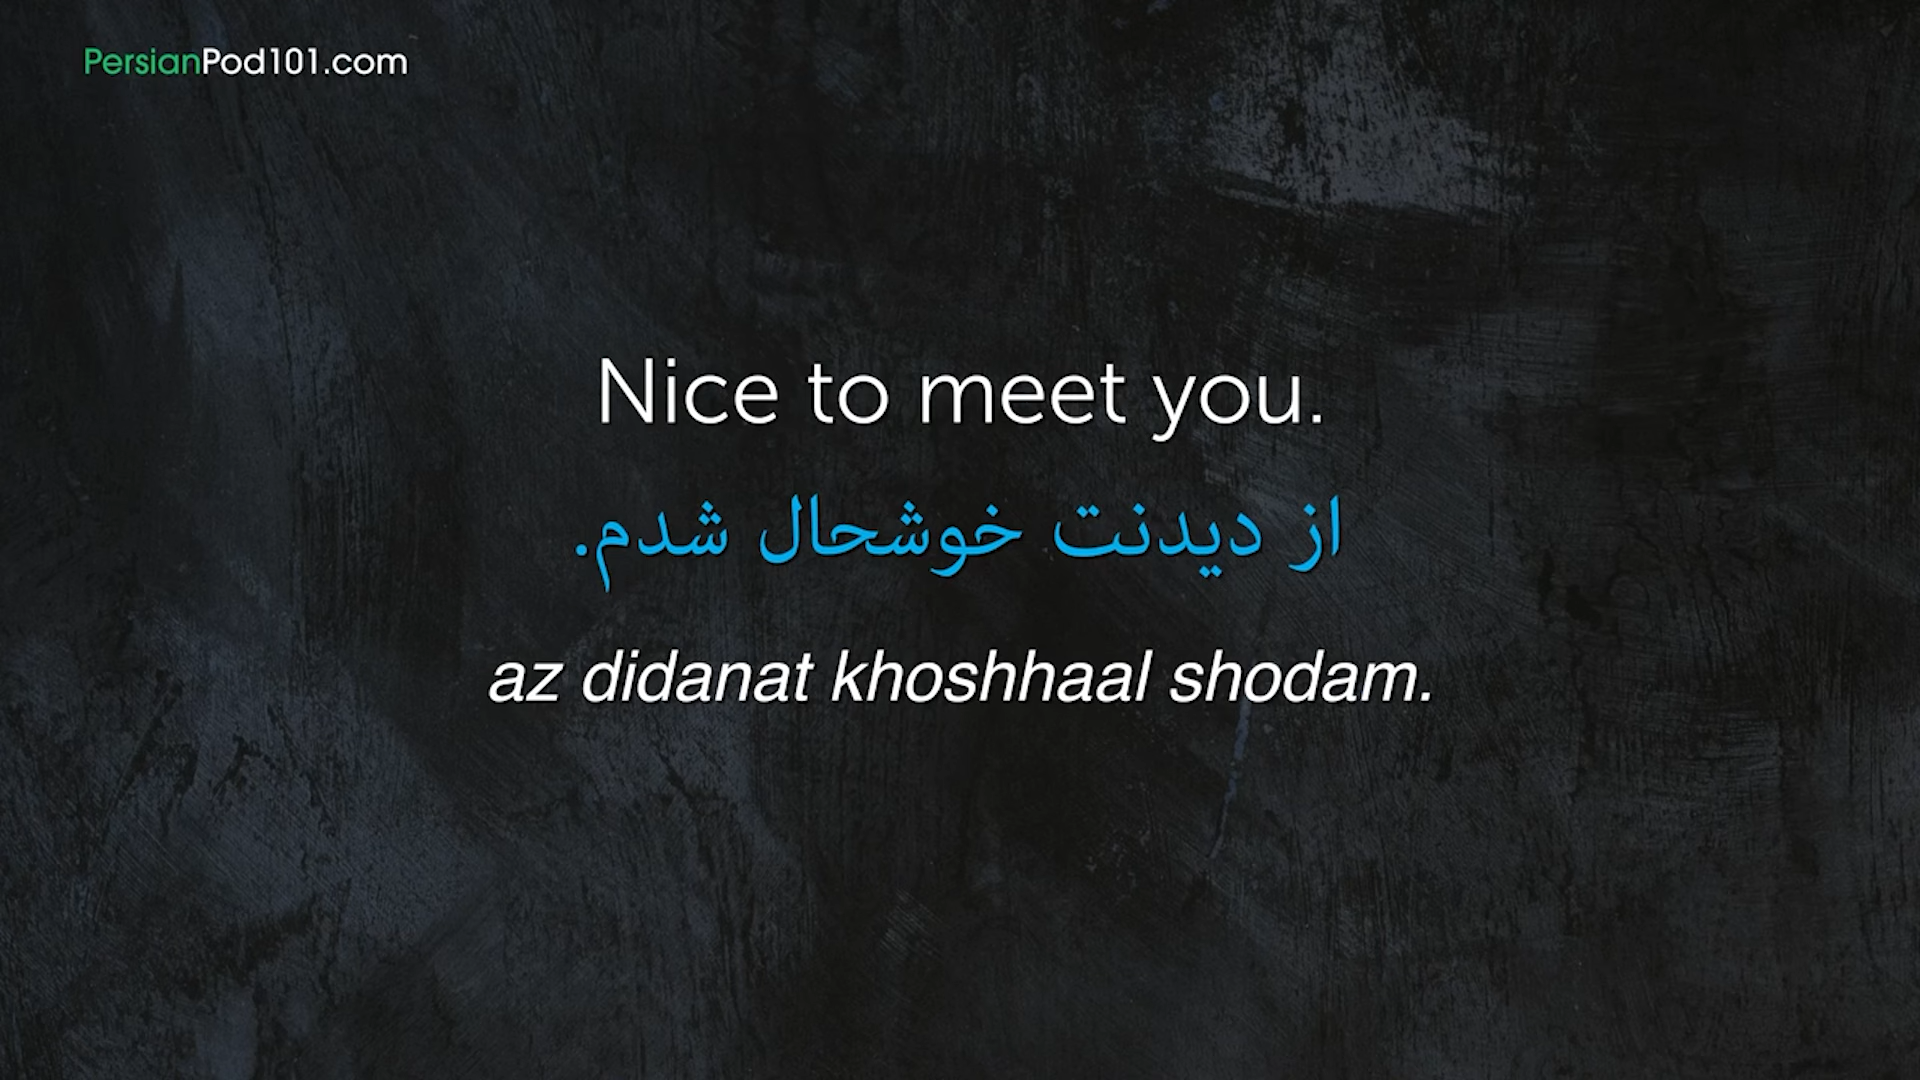 PersianPod101.com
Nice to meet you.
از دیدنت خوشحال شدم.
az didanat khoshhaal shodam.